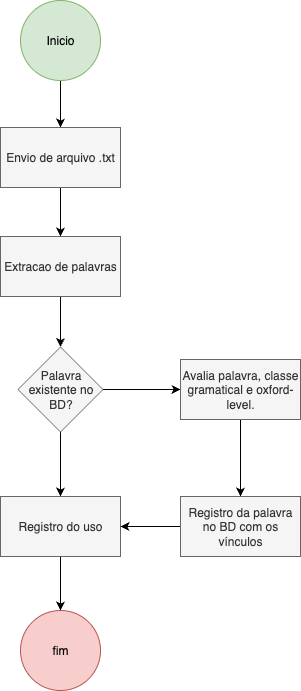 Inicio
Envio de arquivo .txt
Extracao de palavras
Palavra
existente no
BD?
Avalia palavra, classe
gramatical e oxford-
level.
Registro do uso
Registro da palavra
no BD com os
vínculos
fim